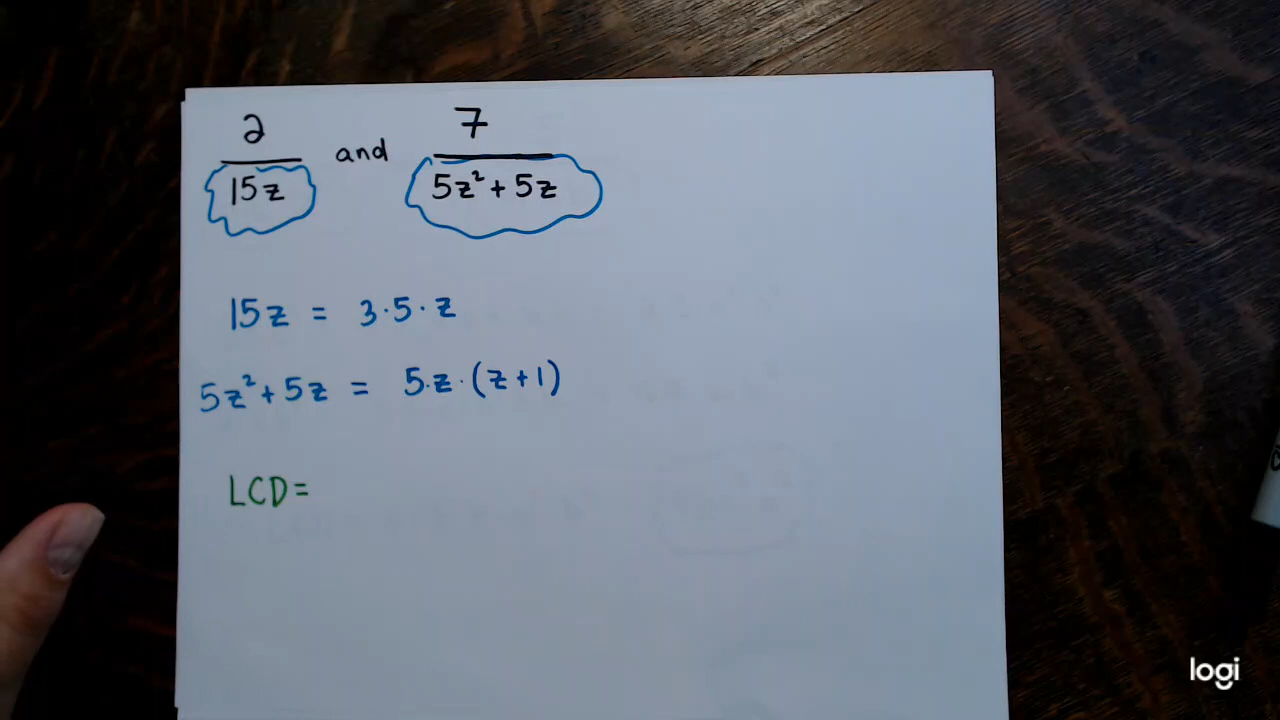 2 and 7
15z 5z² + 5z
15z = 3·5·z
5z² + 5z = 5·z·(z+1)
LCD =
logi